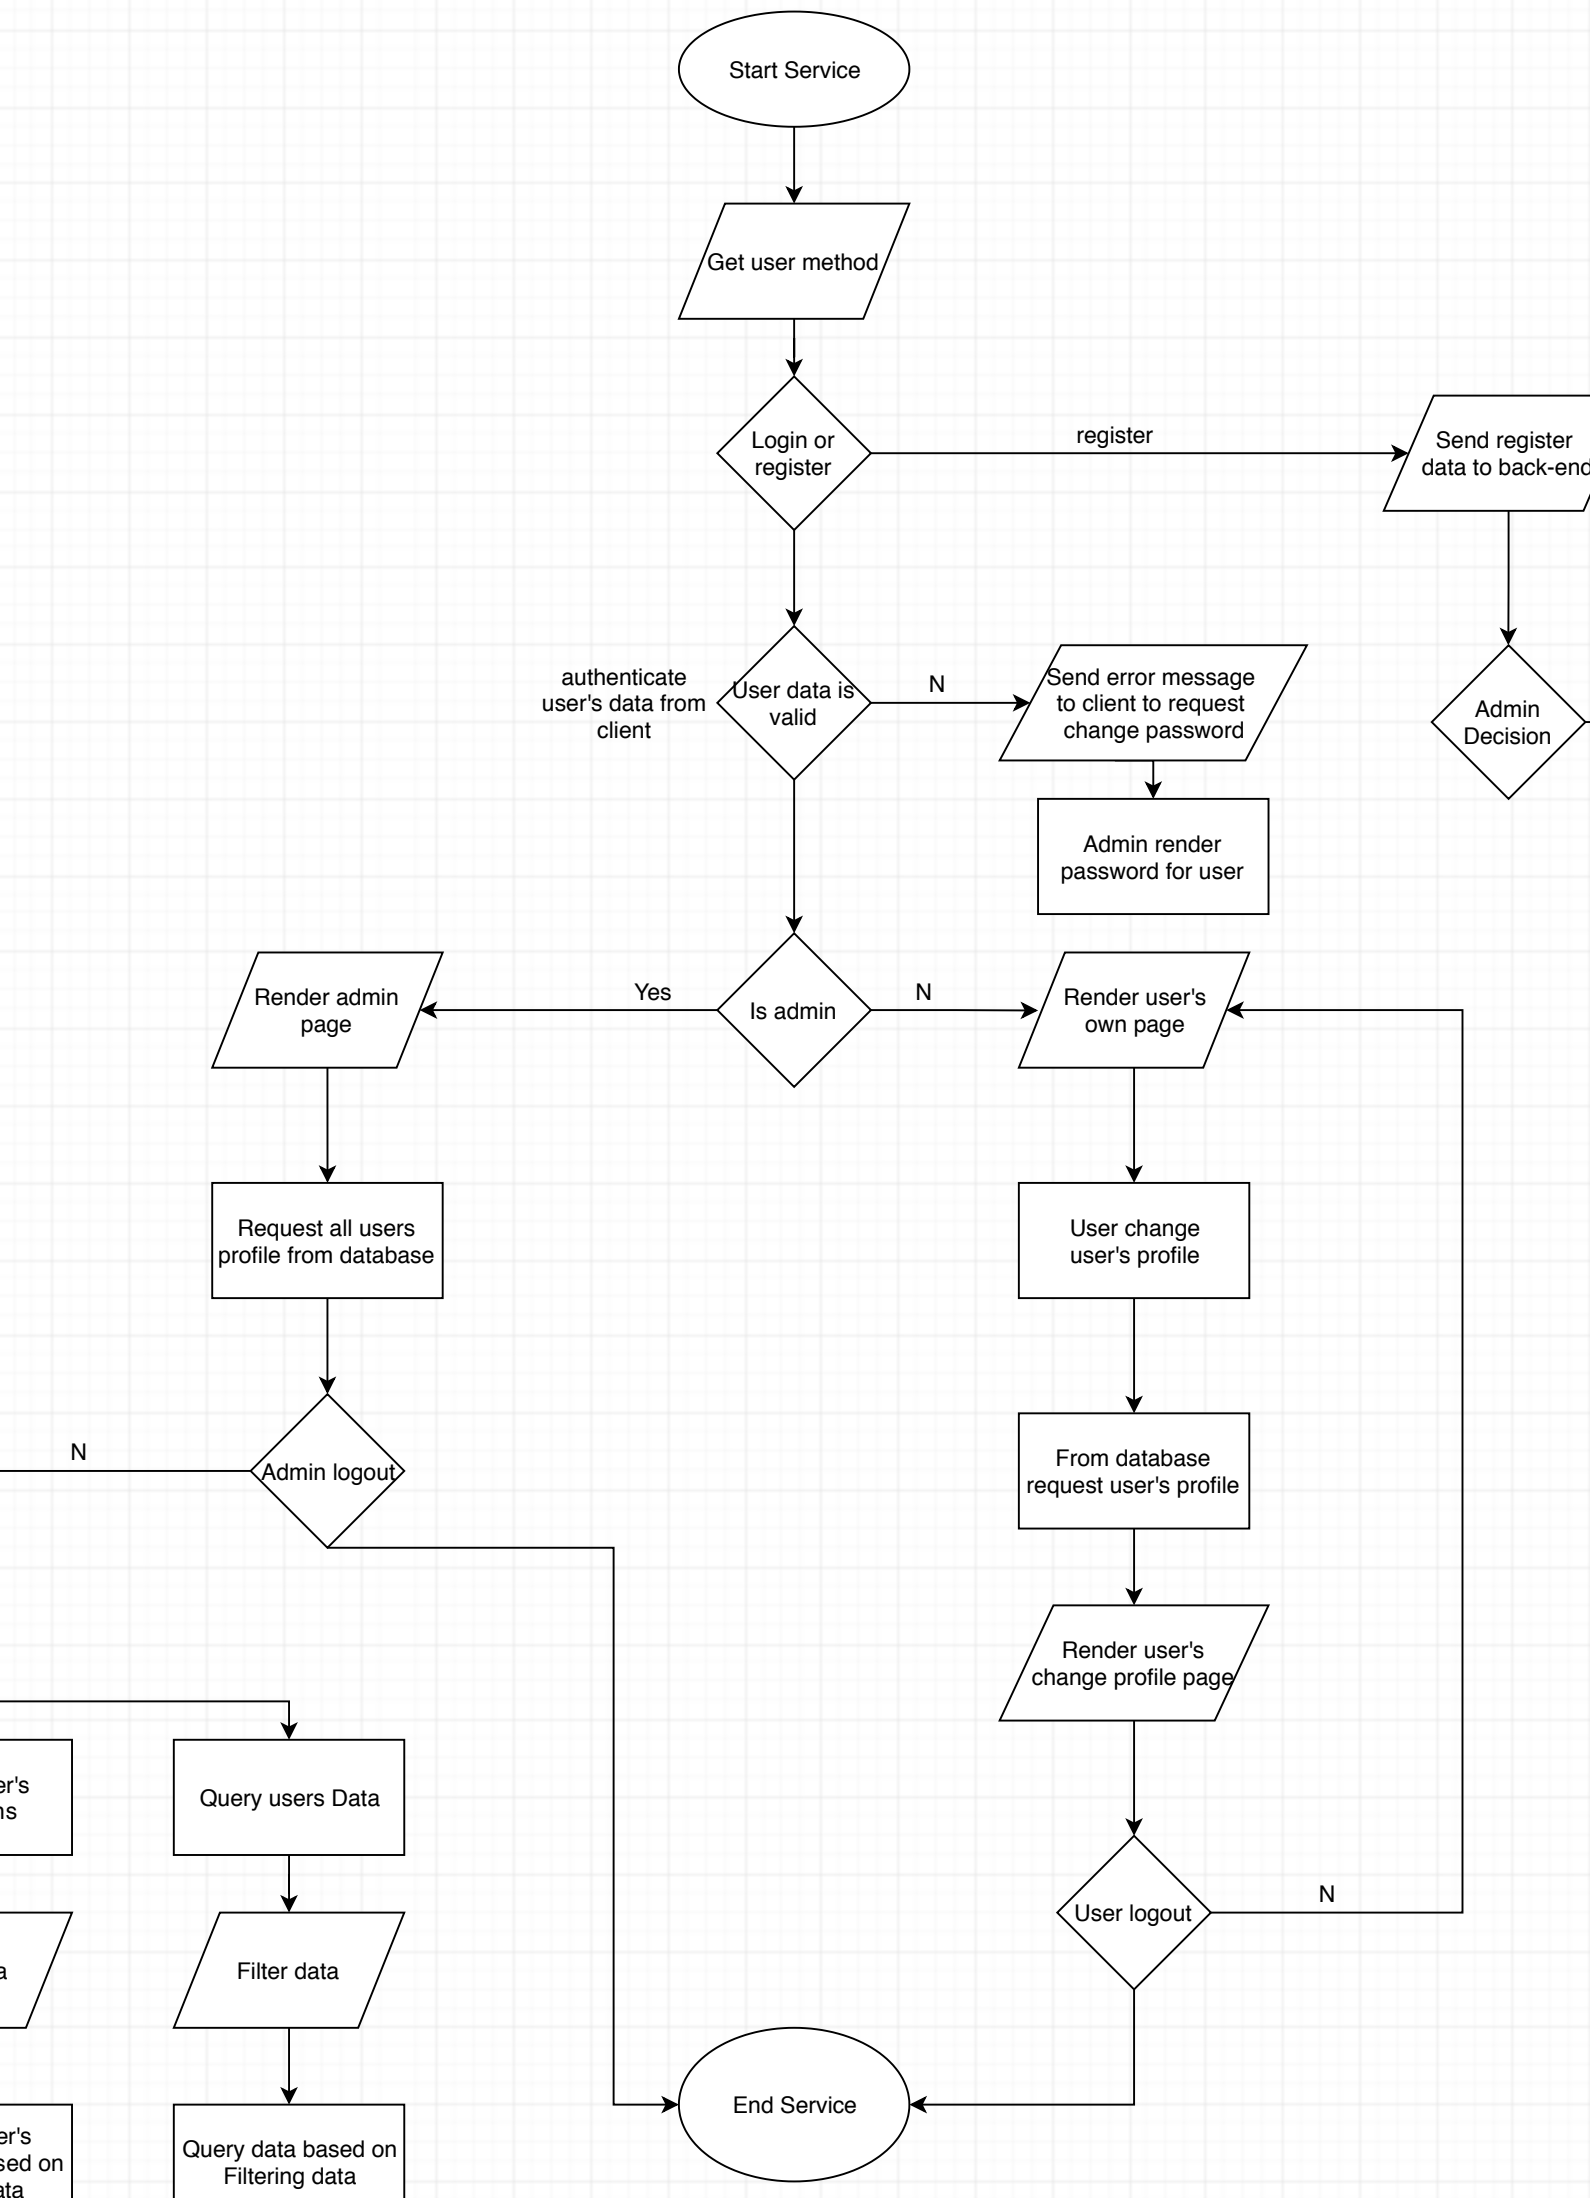 Start Service
Get user method
Login or
register
register
Send register
data to back-end
authenticate
user's data from
client
User data is
valid
N
Send error message
to client to request
change password
Admin
Decision
Admin render
password for user
Render admin
page
Yes
Is admin
N
Render user's
own page
Request all users
profile from database
User change
user's profile
N
Admin logout
From database
request user's profile
Render user's
change profile page
Query users Data
Filter data
User logout
N
End Service
Query data based on
Filtering data